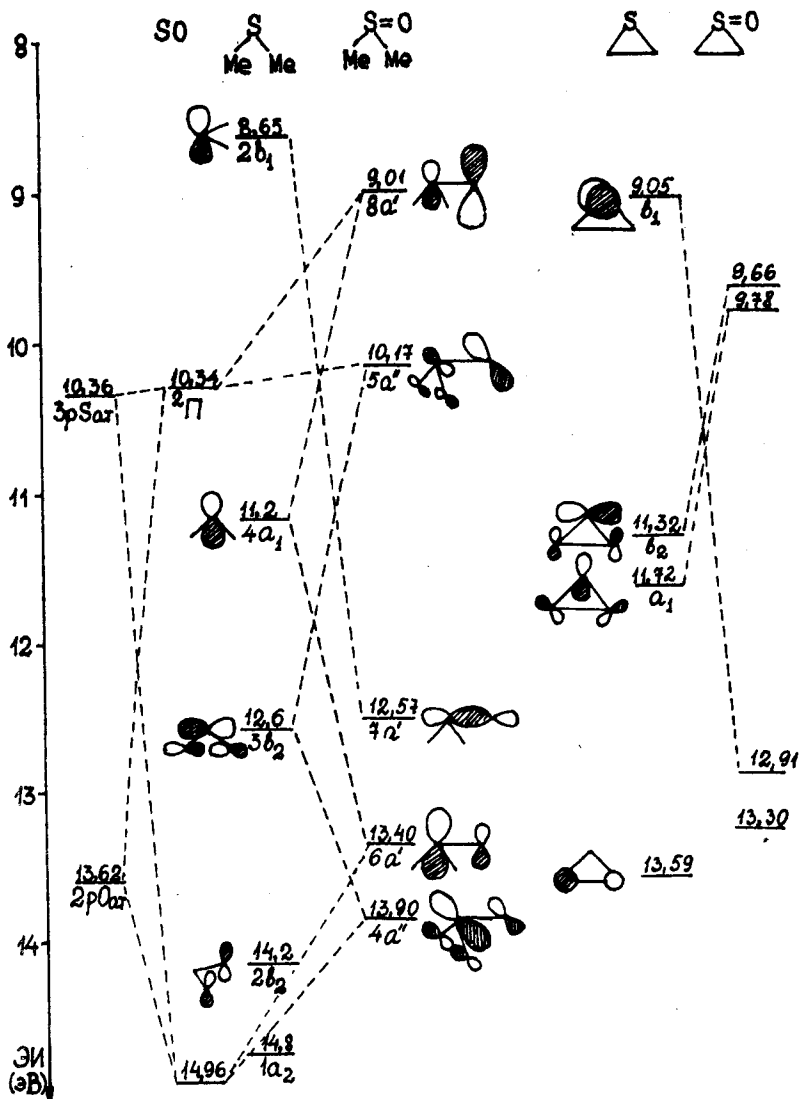 SO
S
Me Me
S=O
Me Me
S
S=O
8
8,65
2b₁
9
9,01
8a'
9,05
b₁
9,66
9,78
10
10,36
3pSат
10,34
²П
10,17
5a"
11
11,2
4a₁
11,32
b₂
11,72
a₁
12
12,6
3b₂
12,57
7a'
12,91
13
13,30
13,62
2pOат
13,40
6a'
13,59
13,90
4a"
14
14,2
2b₂
14,96
14,8
1a₂
ЭИ
(эВ)